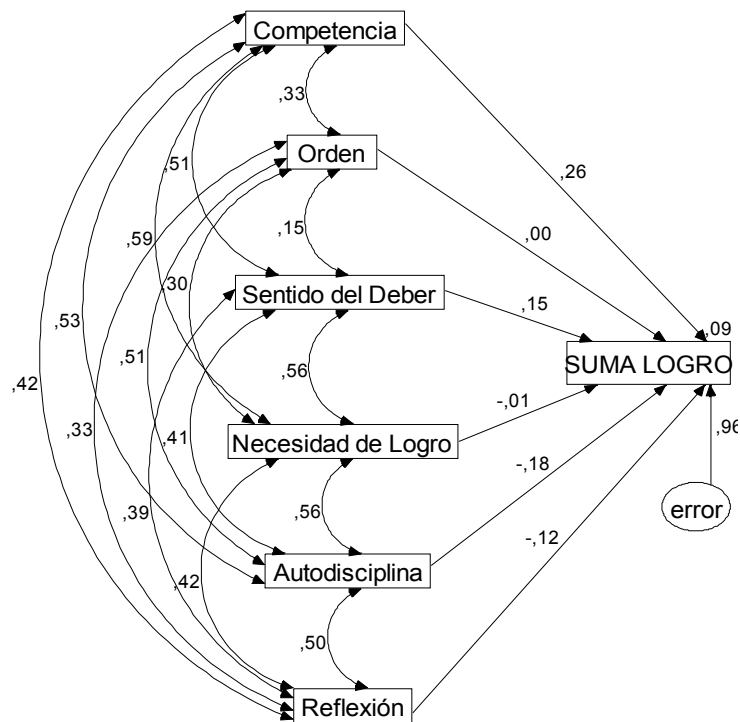 Competencia
,33
Orden
,51
,26
,00
,15
,59
,30
Sentido del Deber
,15
,53
,09
SUMA LOGRO
,42
,51
,56
-,01
,33
,41
Necesidad de Logro
,96
-,18
,39
,56
error
-,12
Autodisciplina
,42
,50
Reflexión